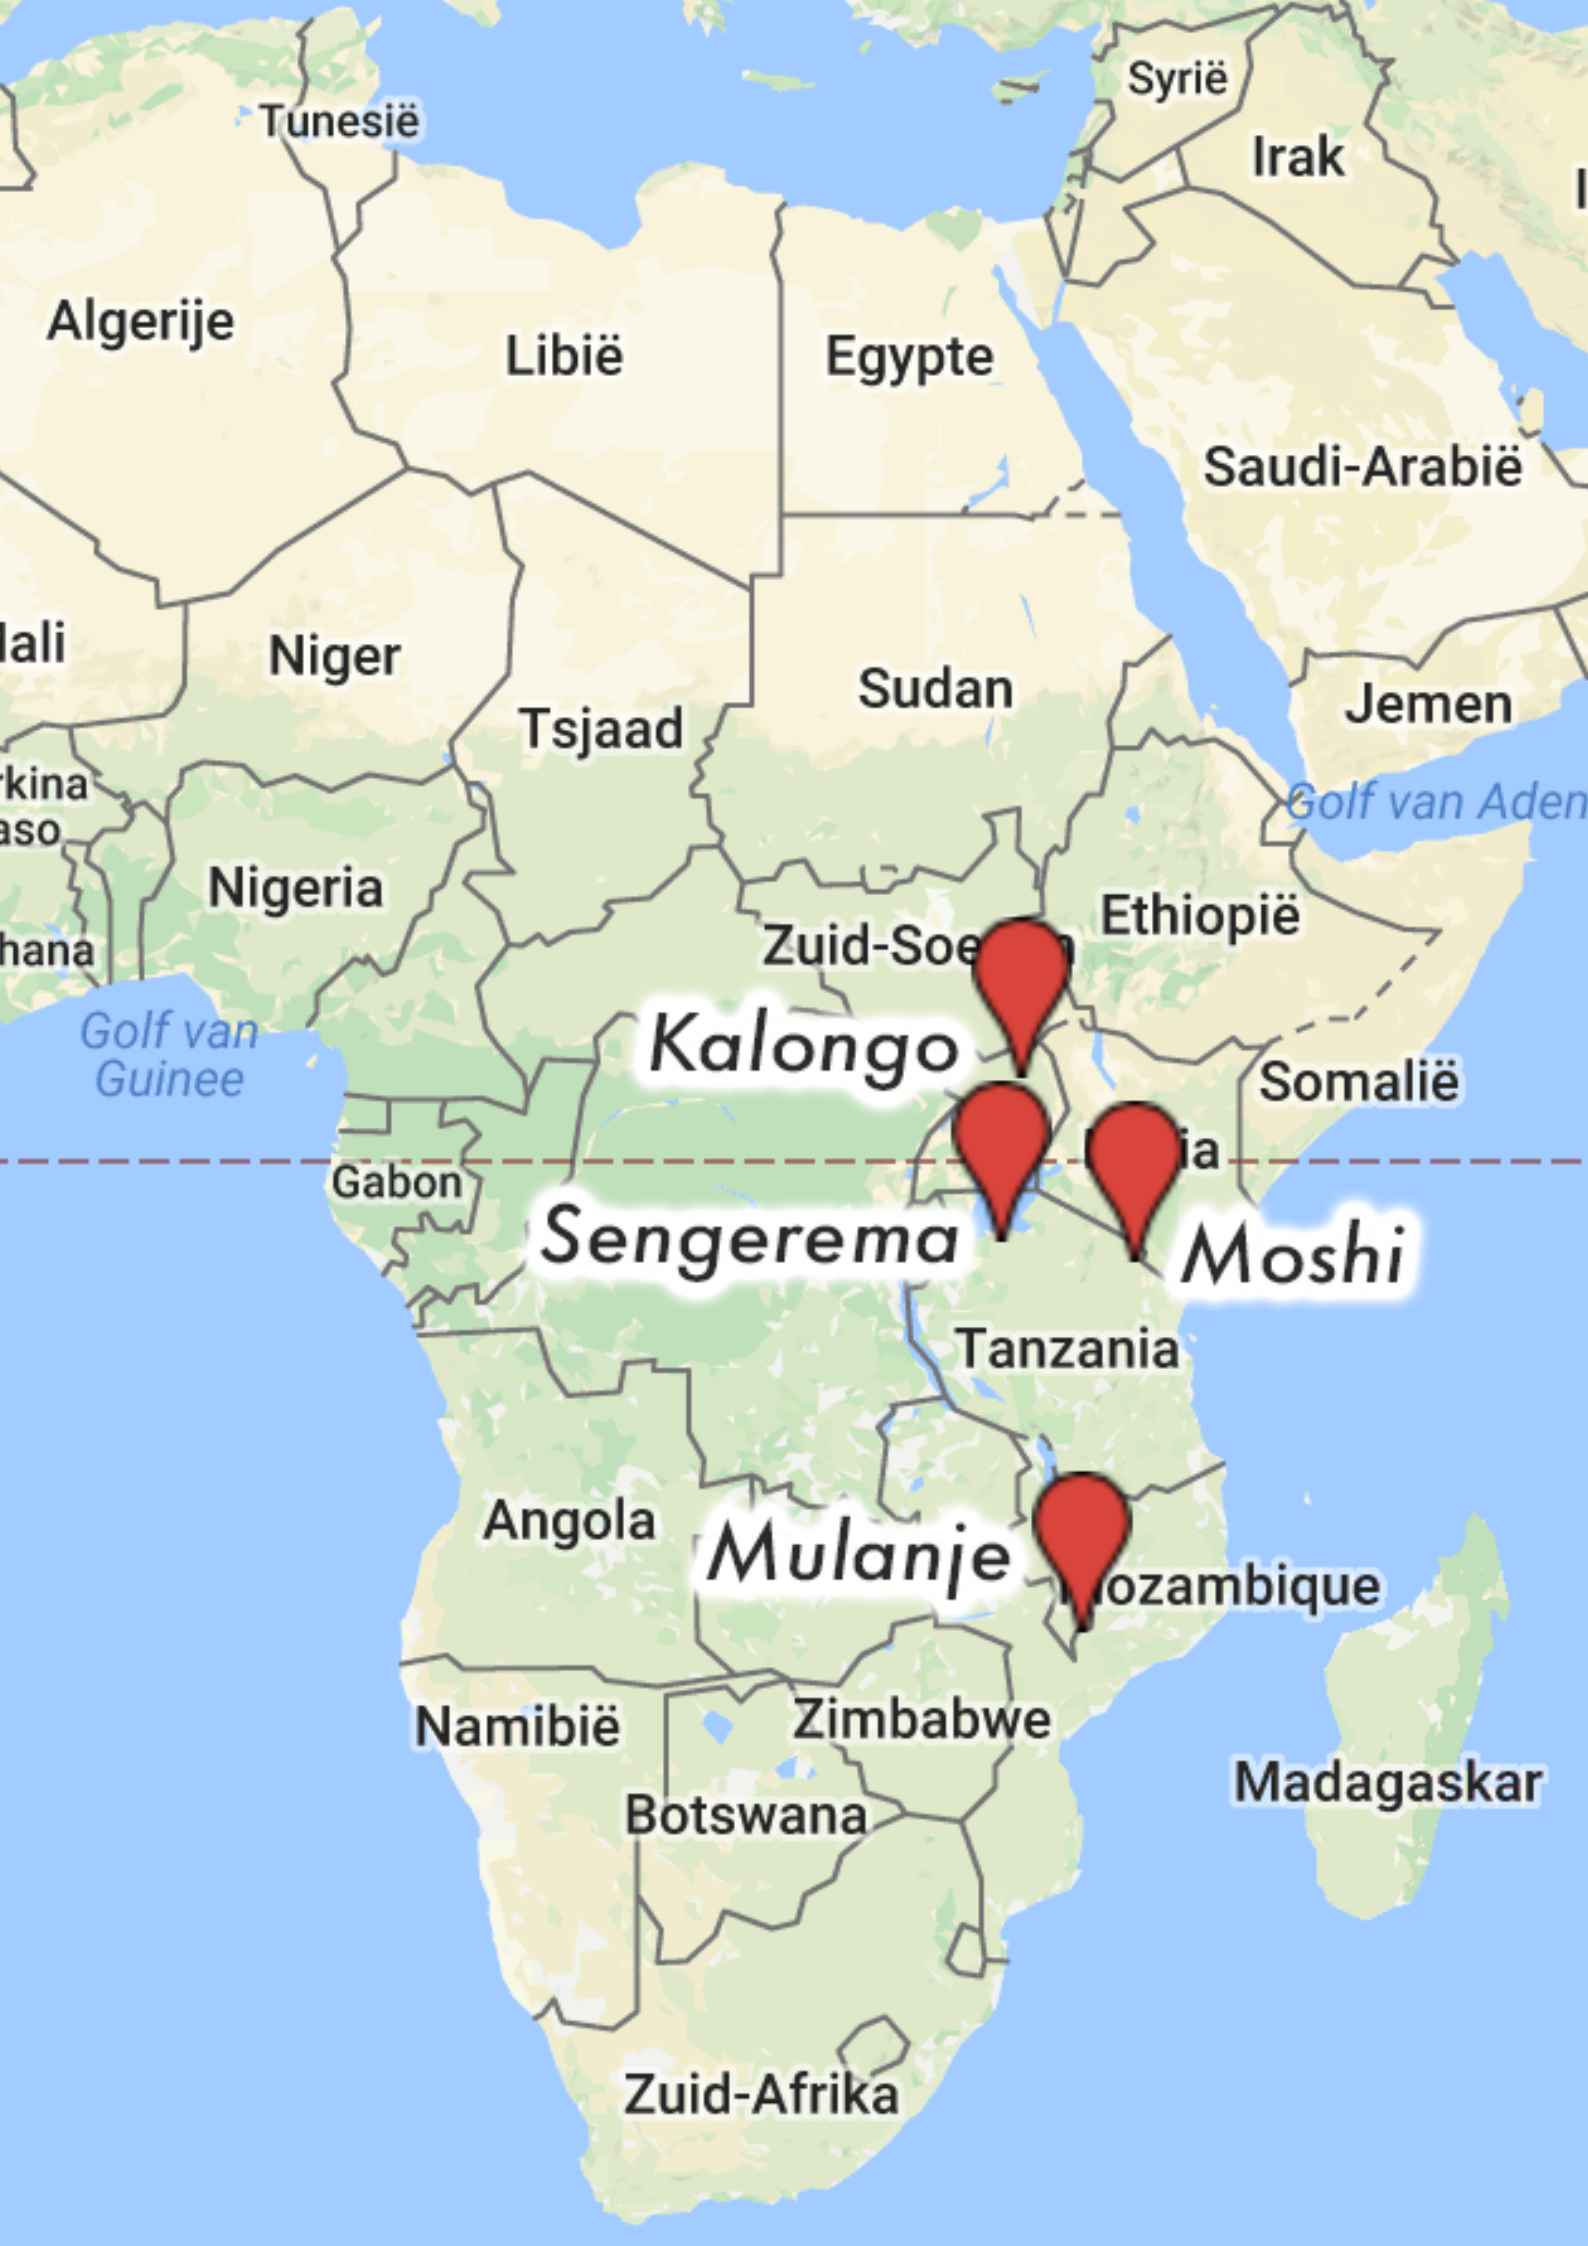 Syrië
Tunesië
Irak
Algerije
Libië
Egypte
Saudi-Arabië
Niger
Sudan
Jemen
Tsjaad
Golf van Aden
Nigeria
Ethiopië
Golf van
Guinee
Kalongo
Somalië
Gabon
Sengerema
Moshi
Tanzania
Angola
Mulanje
ozambique
Namibië
Zimbabwe
Madagaskar
Botswana
Zuid-Afrika